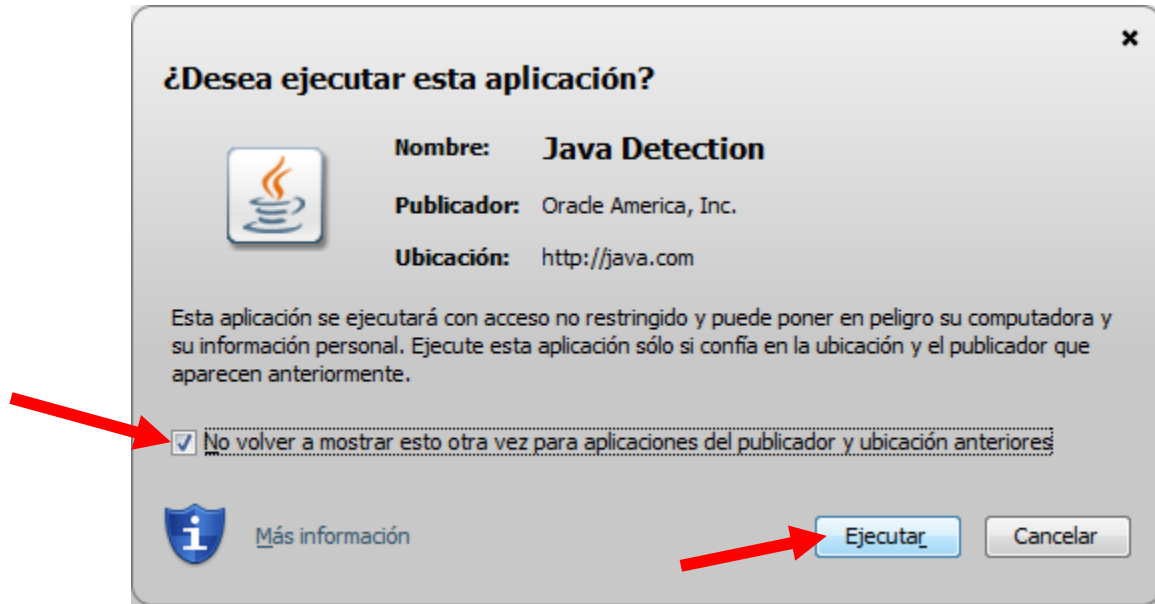 ¿Desea ejecutar esta aplicación?
Nombre: Java Detection
Publicador: Oracle America, Inc.
Ubicación: http://java.com
Esta aplicación se ejecutará con acceso no restringido y puede poner en peligro su computadora y
su información personal. Ejecute esta aplicación sólo si confía en la ubicación y el publicador que
aparecen anteriormente.
No volver a mostrar esto otra vez para aplicaciones del publicador y ubicación anteriores
Más información
Ejecutar
Cancelar